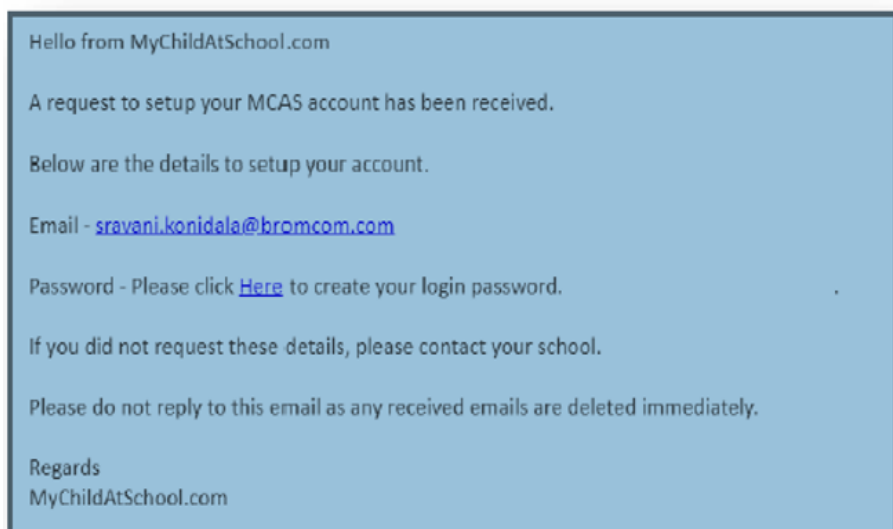 Hello from MyChildAtSchool.com
A request to setup your MCAS account has been received.
Below are the details to setup your account.
Email - sravani.konidala@bromcom.com
Password - Please click Here to create your login password.
If you did not request these details, please contact your school.
Please do not reply to this email as any received emails are deleted immediately.
Regards
MyChildAtSchool.com